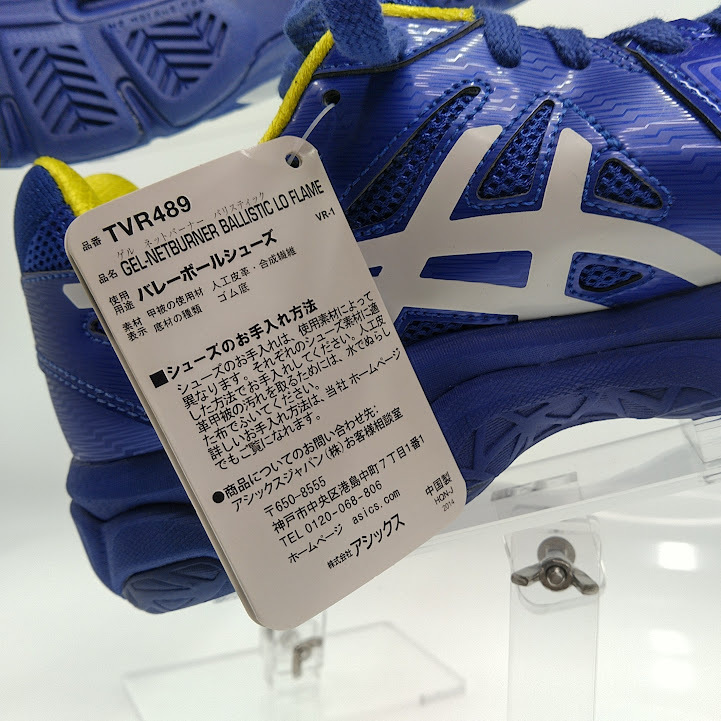 品番 TVR489
ゲル ネットバーナー バリスティック
品名 GEL-NETBURNER BALLISTIC LO FLAME
VR-1
使用用途 バレーボールシューズ
素材表示 甲被の使用材 人工皮革・合成繊維
底材の種類 ゴム底
■シューズのお手入れ方法
シューズのお手入れは、使用素材によって
異なります。それぞれのシューズ素材に適
した方法でお手入れしてください。人工皮
革甲被の汚れを取るためには、水でぬらし
た布でふいてください。
詳しいお手入れ方法は、当社 ホームページ
でもご覧になれます。
●商品についてのお問い合わせ先:
アシックスジャパン(株)お客様相談室
〒650-8555
神戸市中央区港島中町7丁目1番1
TEL 0120-068-806
ホームページ asics.com
株式会社 アシックス
中国製
HON-J
2014